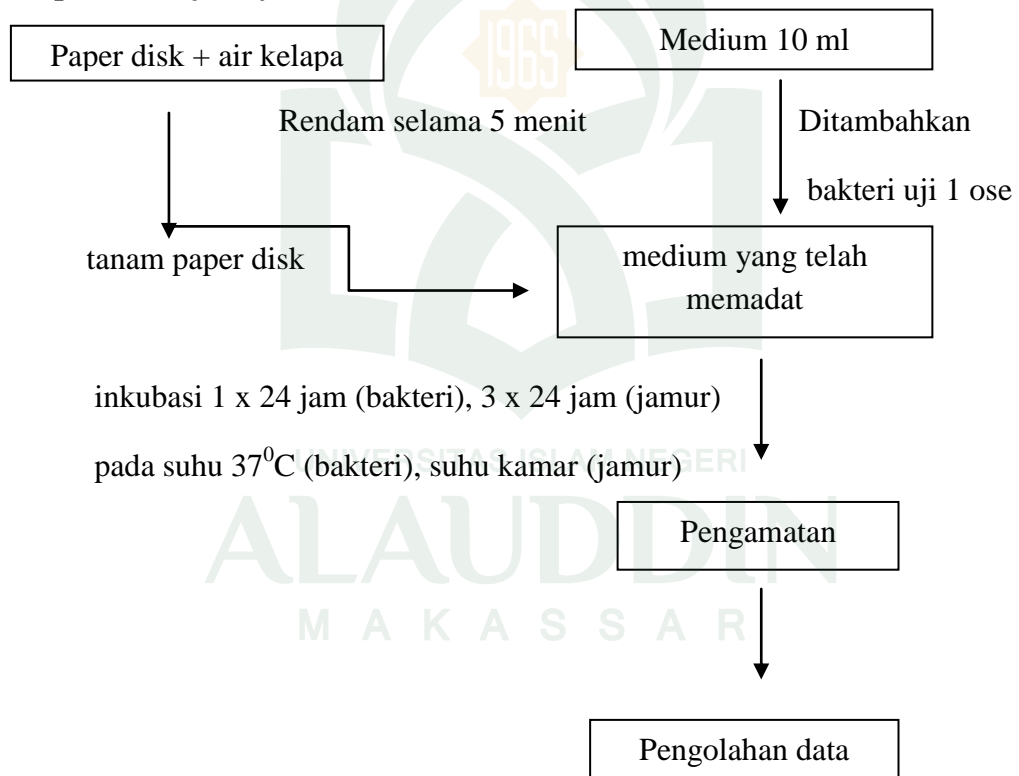 Paper disk + air kelapa
Medium 10 ml
Rendam selama 5 menit
Ditambahkan
bakteri uji 1 ose
tanam paper disk
medium yang telah
memadat
inkubasi 1 x 24 jam (bakteri), 3 x 24 jam (jamur)
pada suhu 37⁰C (bakteri), suhu kamar (jamur)
Pengamatan
Pengolahan data
1965
UNIVERSITAS ISLAM NEGERI
ALAUDDIN
MAKASSAR